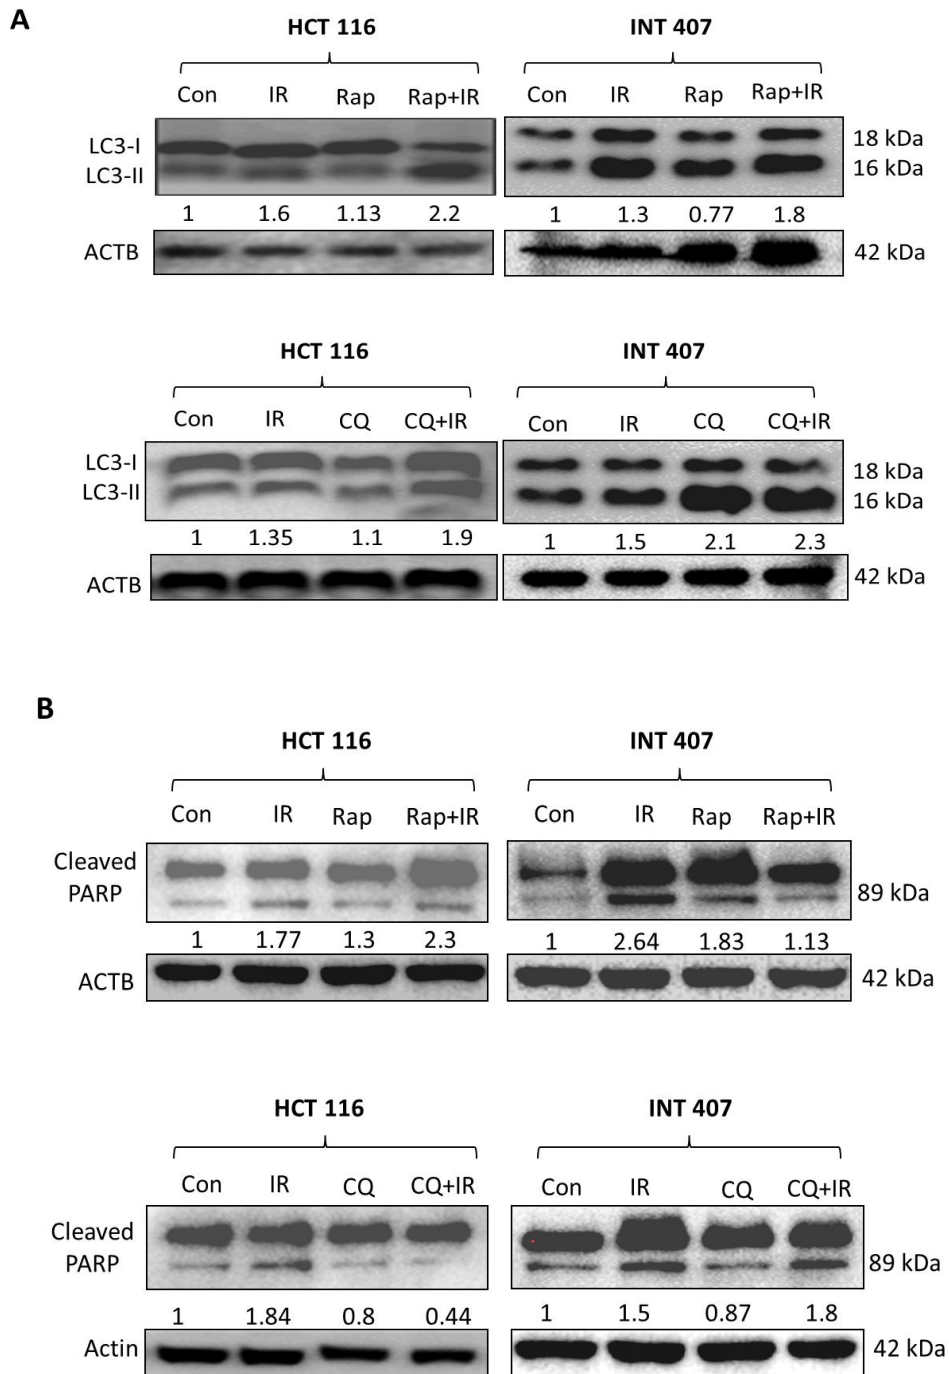 A
HCT 116
INT 407
Con IR Rap Rap+IR
Con IR Rap Rap+IR
LC3-I
18 kDa
LC3-II
16 kDa
1 1.6 1.13 2.2
1 1.3 0.77 1.8
ACTB
42 kDa
HCT 116
INT 407
Con IR CQ CQ+IR
Con IR CQ CQ+IR
LC3-I
18 kDa
LC3-II
16 kDa
1 1.35 1.1 1.9
1 1.5 2.1 2.3
ACTB
42 kDa
B
HCT 116
INT 407
Con IR Rap Rap+IR
Con IR Rap Rap+IR
Cleaved
PARP
89 kDa
1 1.77 1.3 2.3
1 2.64 1.83 1.13
ACTB
42 kDa
HCT 116
INT 407
Con IR CQ CQ+IR
Con IR CQ CQ+IR
Cleaved
PARP
89 kDa
1 1.84 0.8 0.44
1 1.5 0.87 1.8
Actin
42 kDa